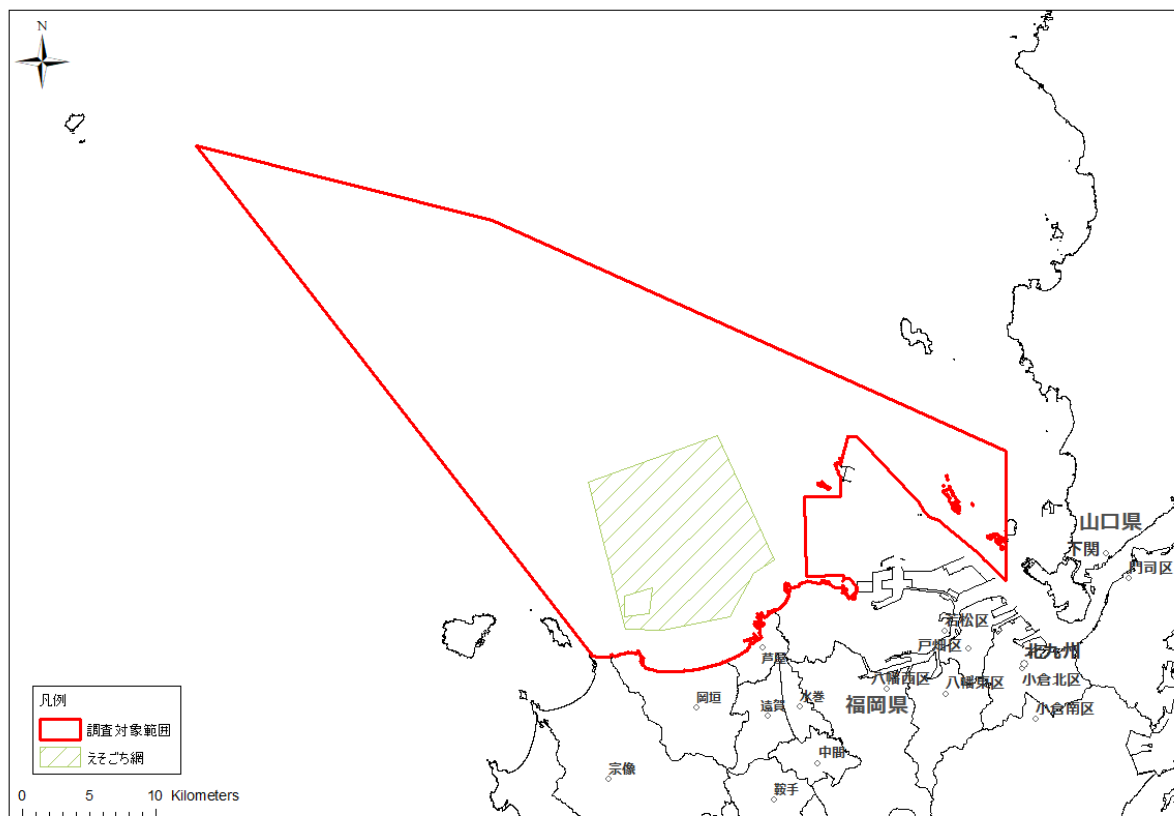 N
山口県
下関
門司区
若松区
戸畑区
北九州
芦屋
八幡西区
八幡東区
小倉北区
岡垣
遠賀
水巻
福岡県
小倉南区
中間
宗像
鞍手
凡例
調査対象範囲
えそごち網
0 5 10 Kilometers